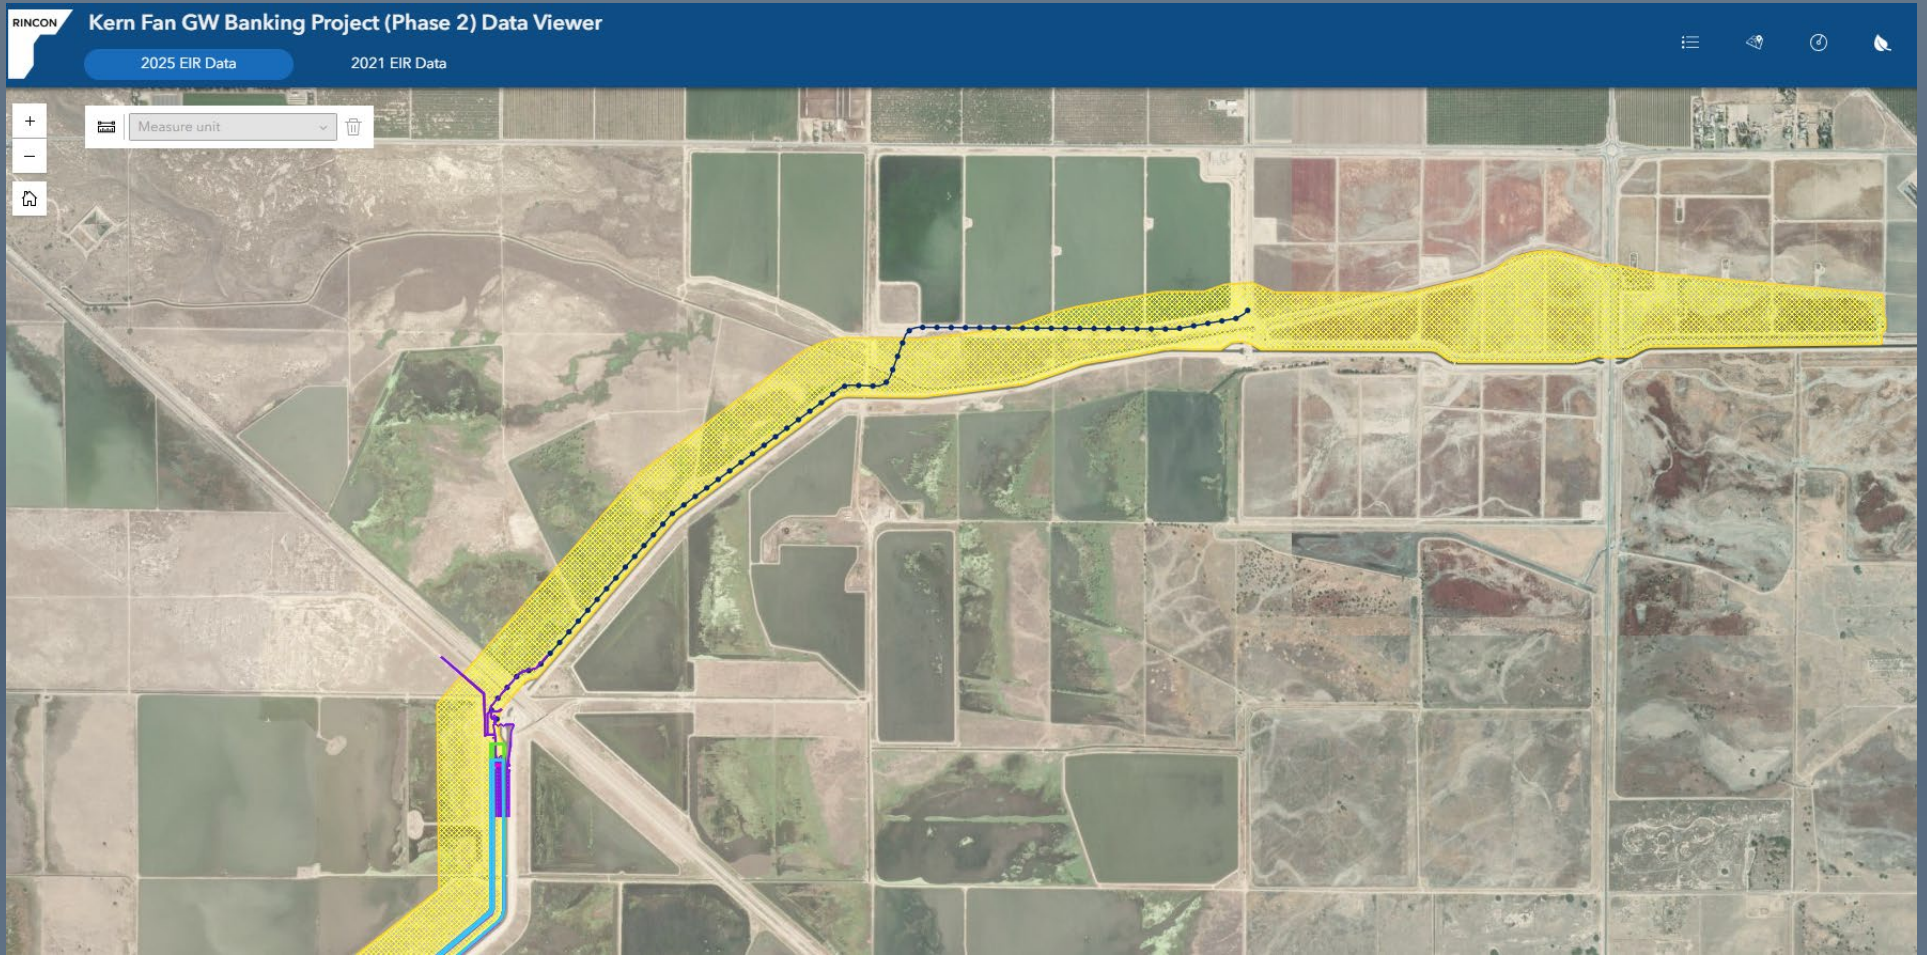 RINCON
Kern Fan GW Banking Project (Phase 2) Data Viewer
2025 EIR Data
2021 EIR Data
+
−
Measure unit